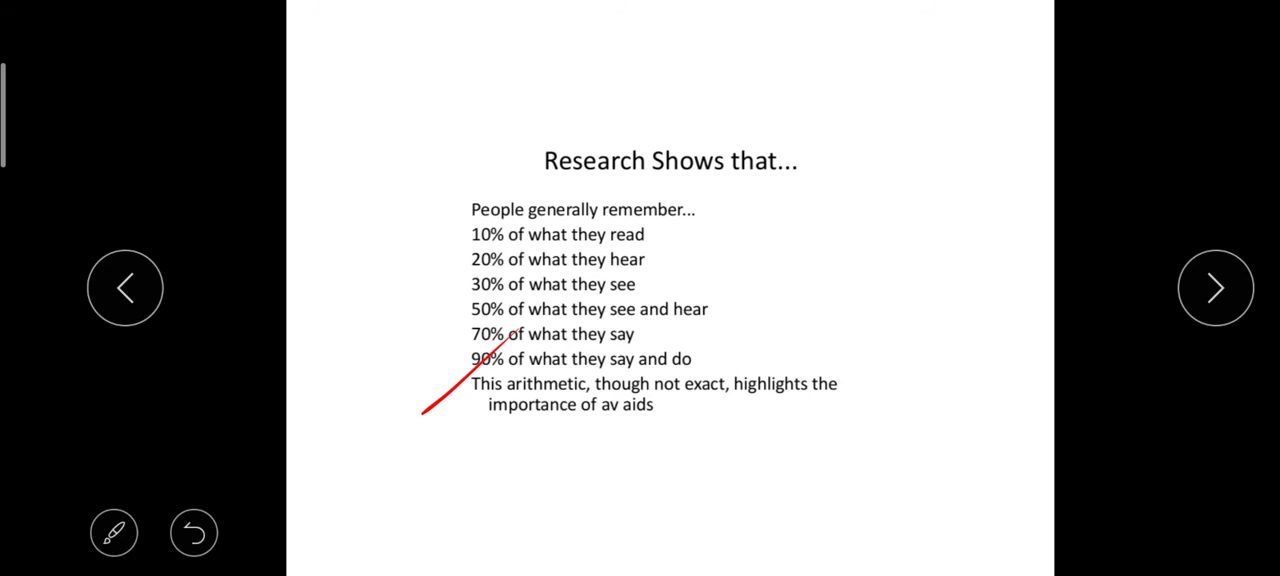 Research Shows that...
People generally remember...
10% of what they read
20% of what they hear
30% of what they see
50% of what they see and hear
70% of what they say
90% of what they say and do
This arithmetic, though not exact, highlights the
importance of av aids